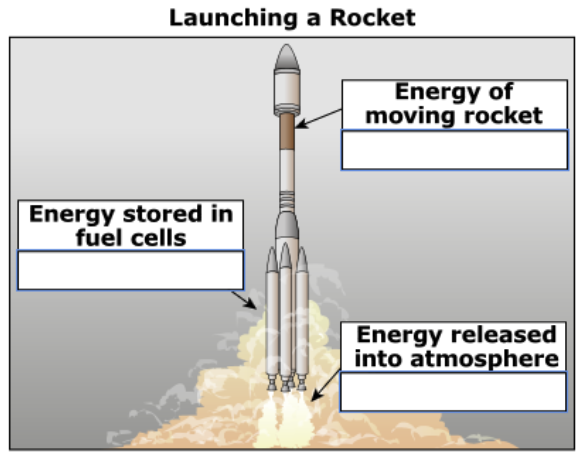 Launching a Rocket
Energy of
moving rocket
Energy stored in
fuel cells
Energy released
into atmosphere